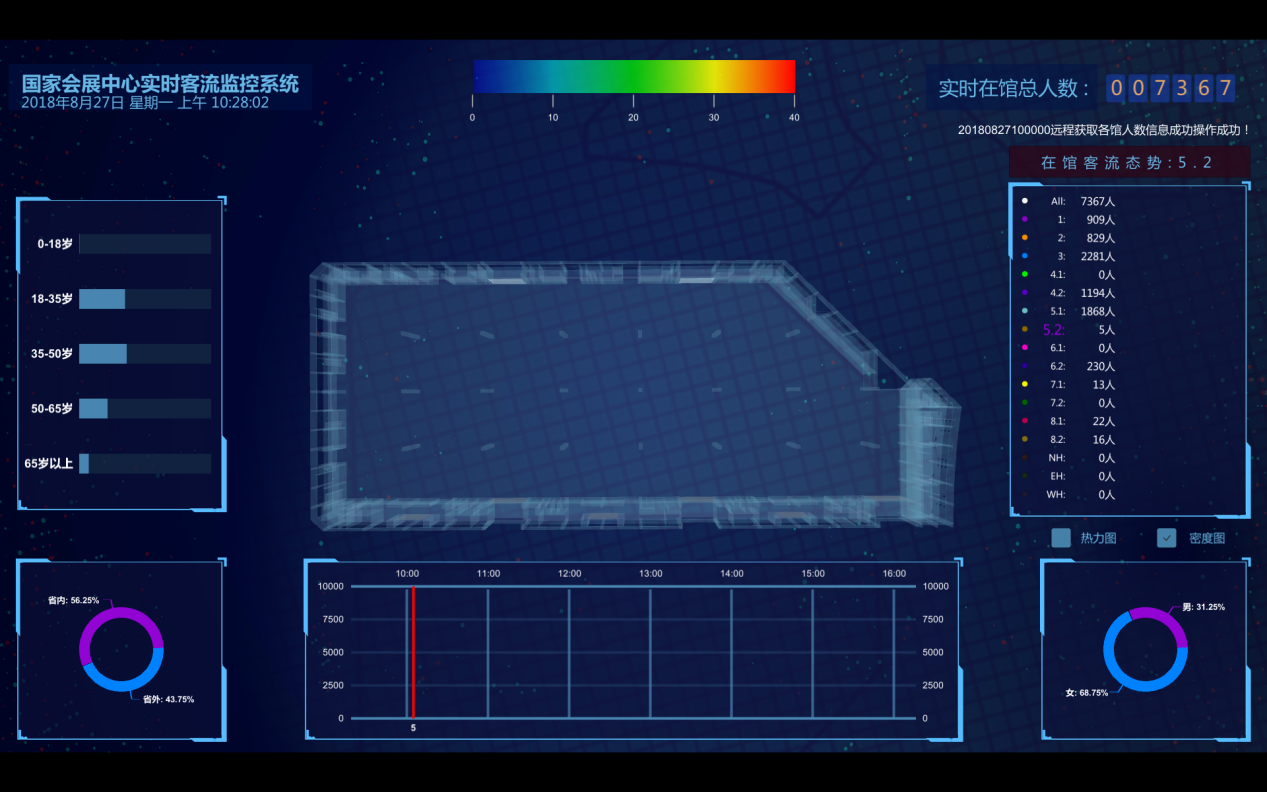 国家会展中心实时客流监控系统
2018年8月27日 星期一 上午 10:28:02
0 10 20 30 40
实时在馆总人数： 007367
20180827100000远程获取各馆人数信息成功操作成功！
在馆客流态势:5.2
0-18岁
18-35岁
35-50岁
50-65岁
65岁以上
All: 7367人
1: 909人
2: 829人
3: 2281人
4.1: 0人
4.2: 1194人
5.1: 1868人
5.2: 5人
6.1: 0人
6.2: 230人
7.1: 13人
7.2: 0人
8.1: 22人
8.2: 16人
NH: 0人
EH: 0人
WH: 0人
热力图 密度图
省内: 56.25%
省外: 43.75%
10:00 11:00 12:00 13:00 14:00 15:00 16:00
10000 10000
7500 7500
5000 5000
2500 2500
0 0
5
男: 31.25%
女: 68.75%